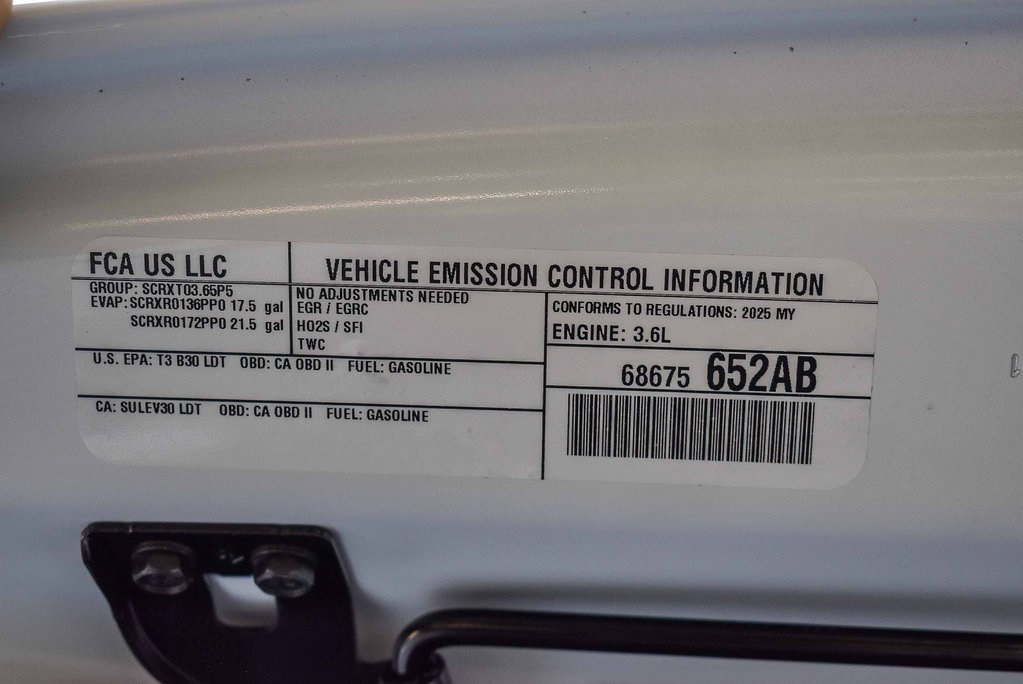 FCA US LLC
VEHICLE EMISSION CONTROL INFORMATION
GROUP: SCRXT03.65P5
EVAP: SCRXR0136PP0 17.5 gal
SCRXR0172PP0 21.5 gal
NO ADJUSTMENTS NEEDED
EGR / EGRC
HO2S / SFI
TWC
CONFORMS TO REGULATIONS: 2025 MY
ENGINE: 3.6L
U.S. EPA: T3 B30 LDT OBD: CA OBD II FUEL: GASOLINE
68675 652AB
CA: SULEV30 LDT OBD: CA OBD II FUEL: GASOLINE